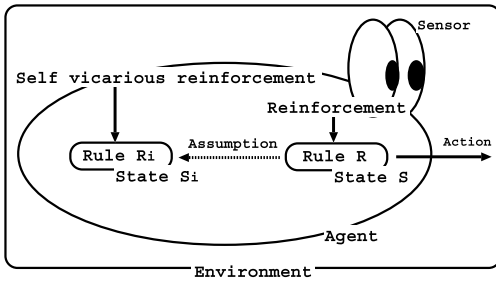 Sensor
Self vicarious reinforcement
Reinforcement
Assumption
Action
Rule Ri
Rule R
State Si
State S
Agent
Environment